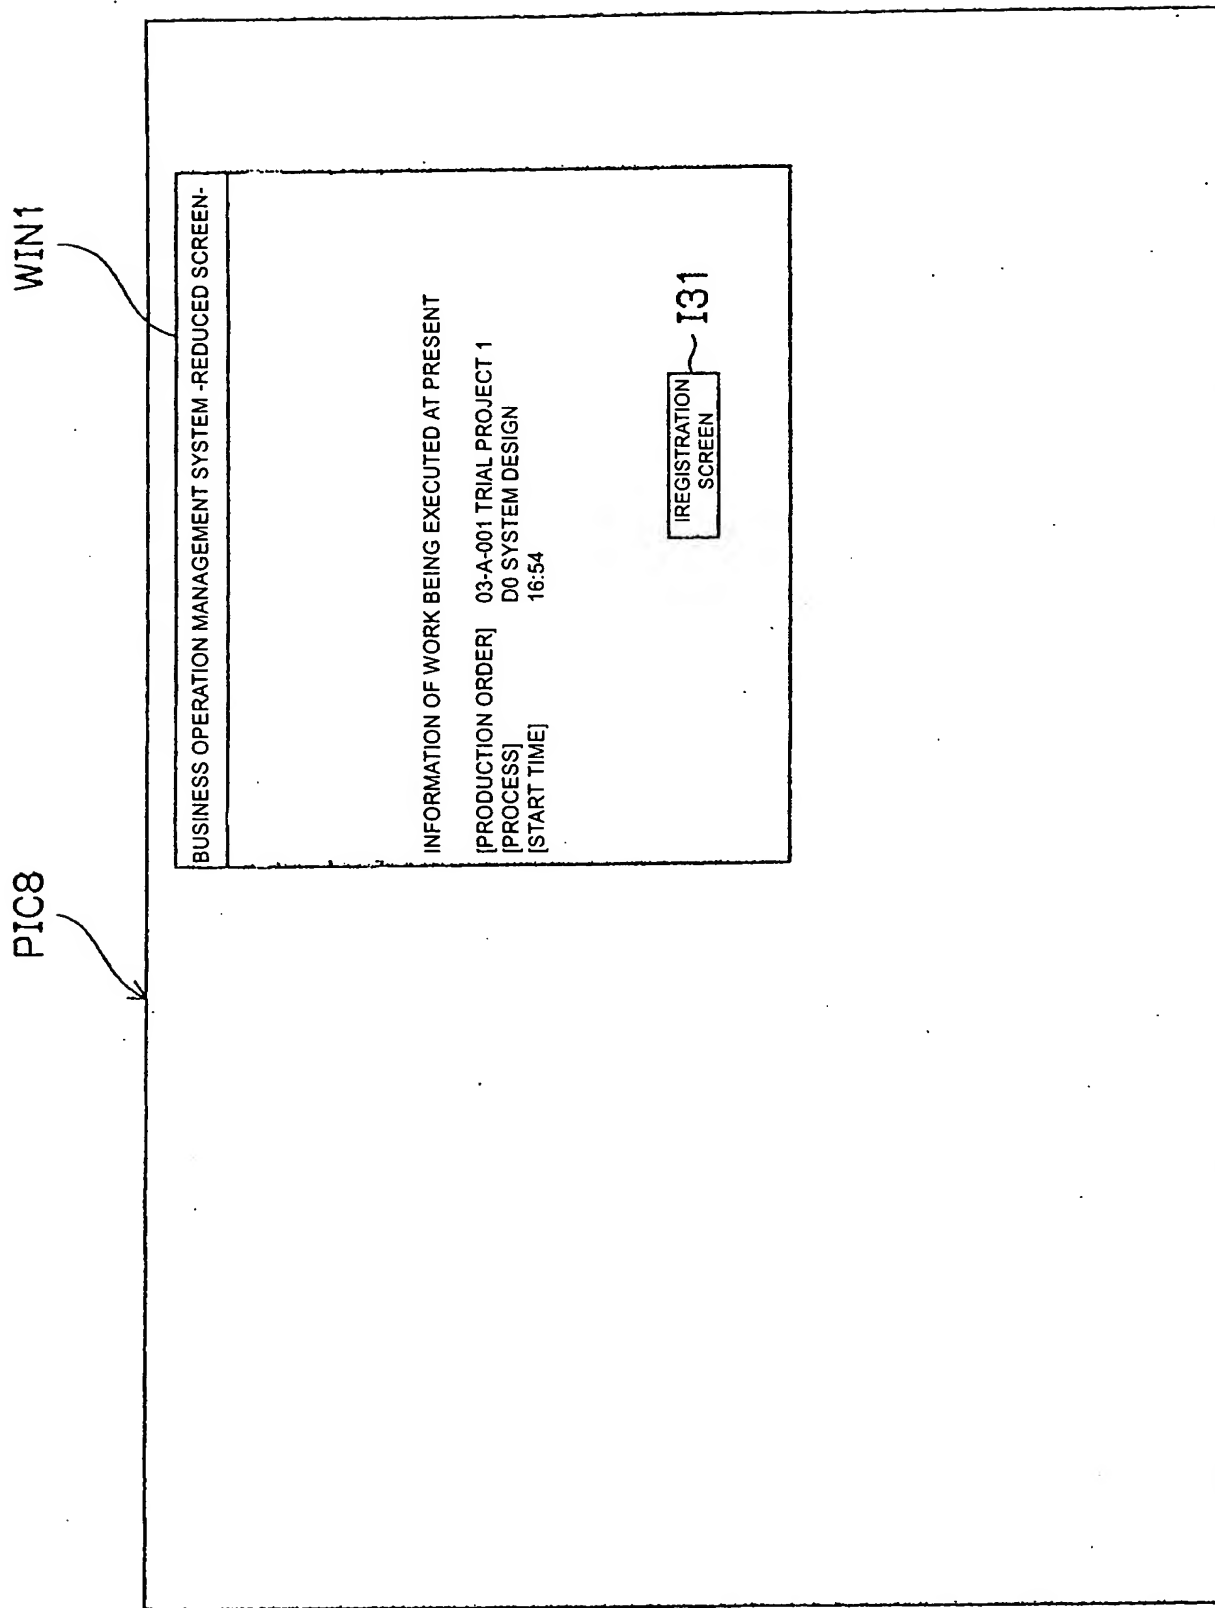 PIC8
WIN1
BUSINESS OPERATION MANAGEMENT SYSTEM -REDUCED SCREEN-
INFORMATION OF WORK BEING EXECUTED AT PRESENT
[PRODUCTION ORDER] 03-A-001 TRIAL PROJECT 1
[PROCESS] D0 SYSTEM DESIGN
[START TIME] 16:54
IREGISTRATION
SCREEN
I31